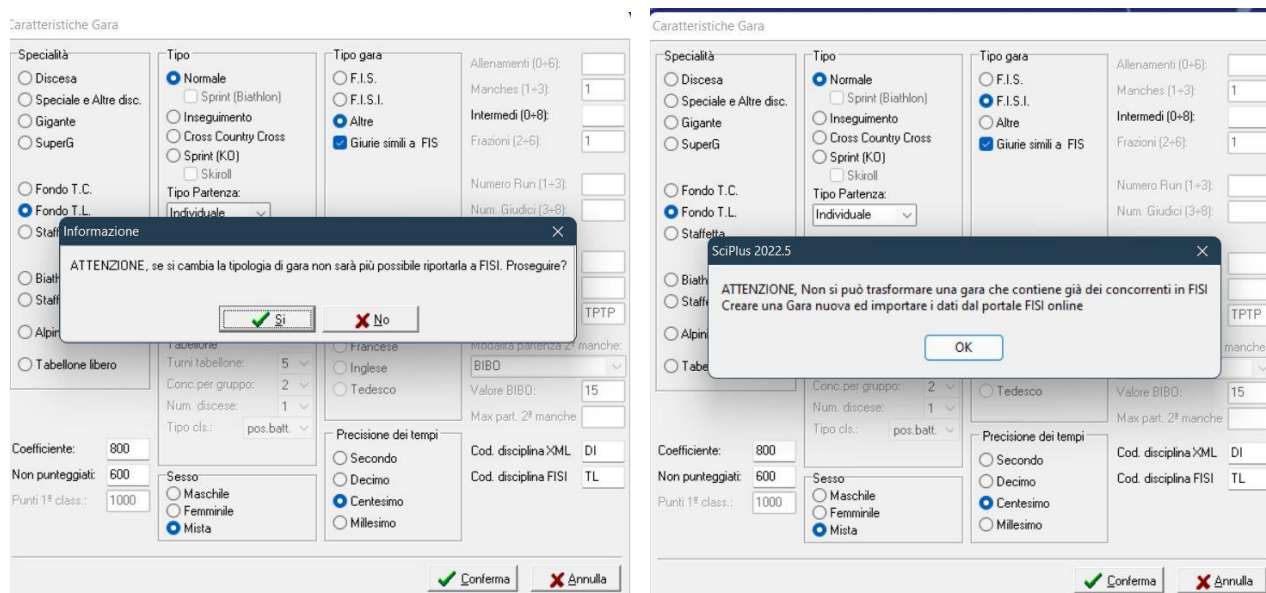 Caratteristiche Gara
Specialità
Discesa
Speciale e Altre disc.
Gigante
SuperG
Fondo T.C.
Fondo T.L.
Staff
Biath
Staff
Alpin
Tabellone libero
Tipo
Normale
Sprint (Biathlon)
Inseguimento
Cross Country Cross
Sprint (KO)
Skiroll
Tipo Partenza:
Individuale
Tipo gara
F.I.S.
F.I.S.I.
Altre
Giurie simili a FIS
Allenamenti (0÷6):
Manches (1÷3): 1
Intermedi (0÷8):
Frazioni (2÷6): 1
Numero Run (1÷3):
Num. Giudici (3÷8):
Informazione
ATTENZIONE, se si cambia la tipologia di gara non sarà più possibile riportarla a FISI. Proseguire?
Si
No
TPTP
Tabellone
Turni tabellone: 5
Conc.per gruppo: 2
Num. discese: 1
Tipo cls.: pos.batt.
Francese
Inglese
Tedesco
Modalità partenza 2ª manche:
BIBO
Valore BIBO: 15
Max part. 2ª manche
Coefficiente: 800
Non punteggiati: 600
Punti 1ª class.: 1000
Sesso
Maschile
Femminile
Mista
Precisione dei tempi
Secondo
Decimo
Centesimo
Millesimo
Cod. disciplina XML DI
Cod. disciplina FISI TL
Conferma
Annulla
Caratteristiche Gara
Specialità
Discesa
Speciale e Altre disc.
Gigante
SuperG
Fondo T.C.
Fondo T.L.
Staffetta
Biath
Staff
Alpini
Tabe
Tipo
Normale
Sprint (Biathlon)
Inseguimento
Cross Country Cross
Sprint (KO)
Skiroll
Tipo Partenza:
Individuale
Tipo gara
F.I.S.
F.I.S.I.
Altre
Giurie simili a FIS
Allenamenti (0÷6):
Manches (1÷3): 1
Intermedi (0÷8):
Frazioni (2÷6): 1
Numero Run (1÷3):
Num. Giudici (3÷8):
SciPlus 2022.5
ATTENZIONE, Non si può trasformare una gara che contiene già dei concorrenti in FISI
Creare una Gara nuova ed importare i dati dal portale FISI online
OK
TPTP
manche:
Conc.per gruppo: 2
Num. discese: 1
Tipo cls.: pos.batt.
Tedesco
Valore BIBO: 15
Max part. 2ª manche
Coefficiente: 800
Non punteggiati: 600
Punti 1ª class.: 1000
Sesso
Maschile
Femminile
Mista
Precisione dei tempi
Secondo
Decimo
Centesimo
Millesimo
Cod. disciplina XML DI
Cod. disciplina FISI TL
Conferma
Annulla